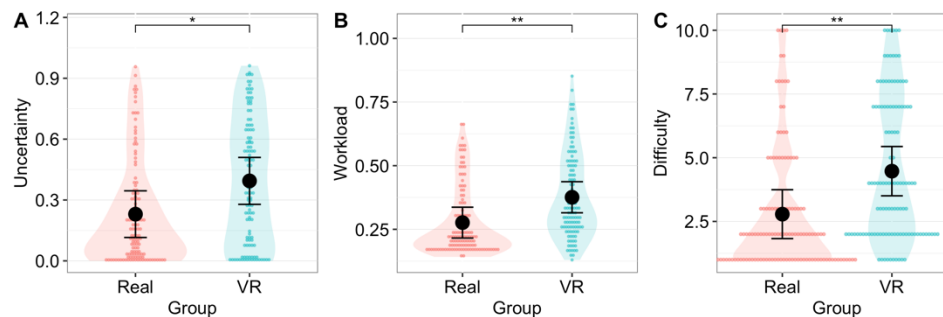 A
*
Uncertainty
1.2
0.9
0.6
0.3
0.0
Real VR
Group
B
**
Workload
1.00
0.75
0.50
0.25
Real VR
Group
C
**
Difficulty
10.0
7.5
5.0
2.5
Real VR
Group